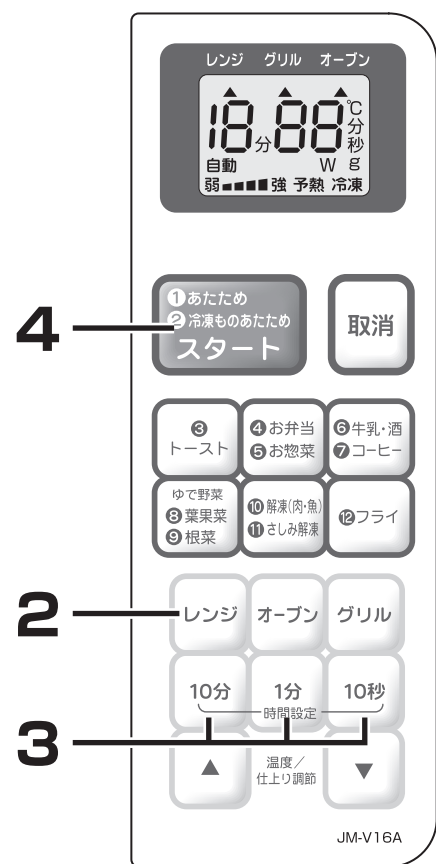 レンジ グリル オーブン
▲ ▲ ▲
18分88℃分秒
自動 W g
弱 強 予熱 冷凍
4
①あたため
②冷凍ものあたため
スタート
取消
❸
トースト
❹お弁当
❺お惣菜
❻牛乳・酒
❼コーヒー
ゆで野菜
❽葉果菜
❾根菜
❿解凍(肉・魚)
⓫さしみ解凍
⓬フライ
2
レンジ オーブン グリル
3
10分 1分 10秒
時間設定
▲ 温度/ ▼
仕上り調節
JM-V16A